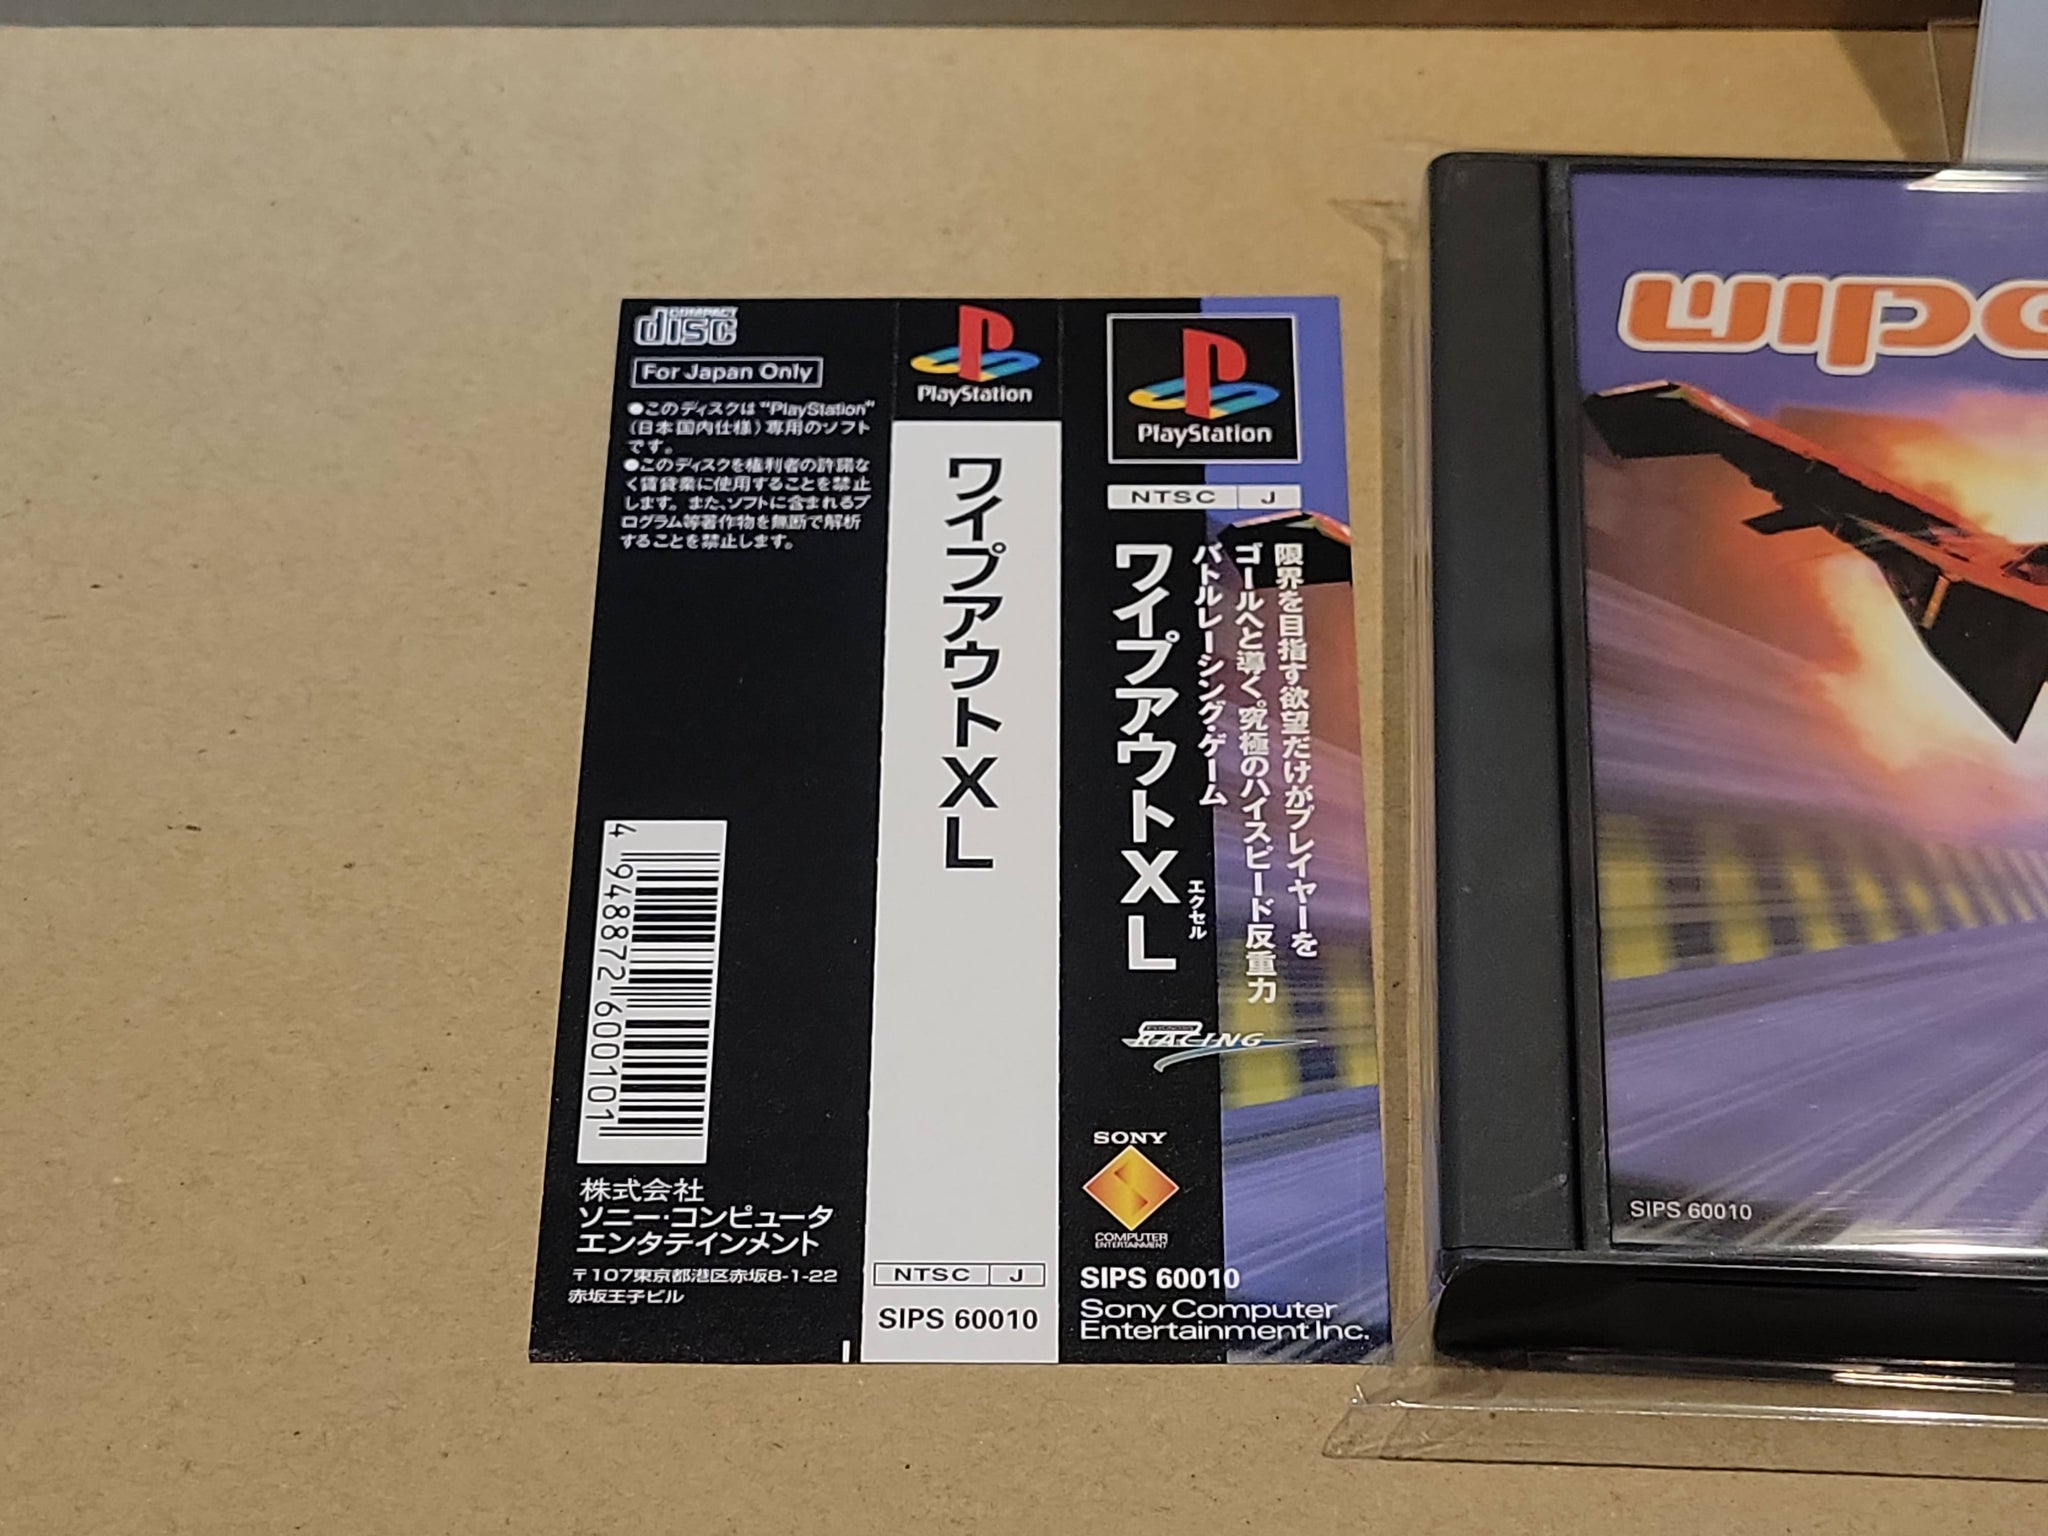 COMPACT
disc
For Japan Only
●このディスクは"PlayStation"
(日本国内仕様)専用のソフト
です。
●このディスクを権利者の許諾な
く賃貸業に使用することを禁止
します。また、ソフトに含まれるプ
ログラム等著作物を無断で解析
することを禁止します。
4948872600101
株式会社
ソニー・コンピュータ
エンタテインメント
〒107東京都港区赤坂8-1-22
赤坂王子ビル
PlayStation
ワイプアウトXL
NTSC J
SIPS 60010
PlayStation
NTSC J
限界を目指す欲望だけがプレイヤーを
ゴールへと導く。究極のハイスピード反重力
バトルレーシング・ゲーム
ワイプアウトXL
エクセル
RACING
SONY
COMPUTER
ENTERTAINMENT
SIPS 60010
Sony Computer
Entertainment Inc.
SIPS 60010